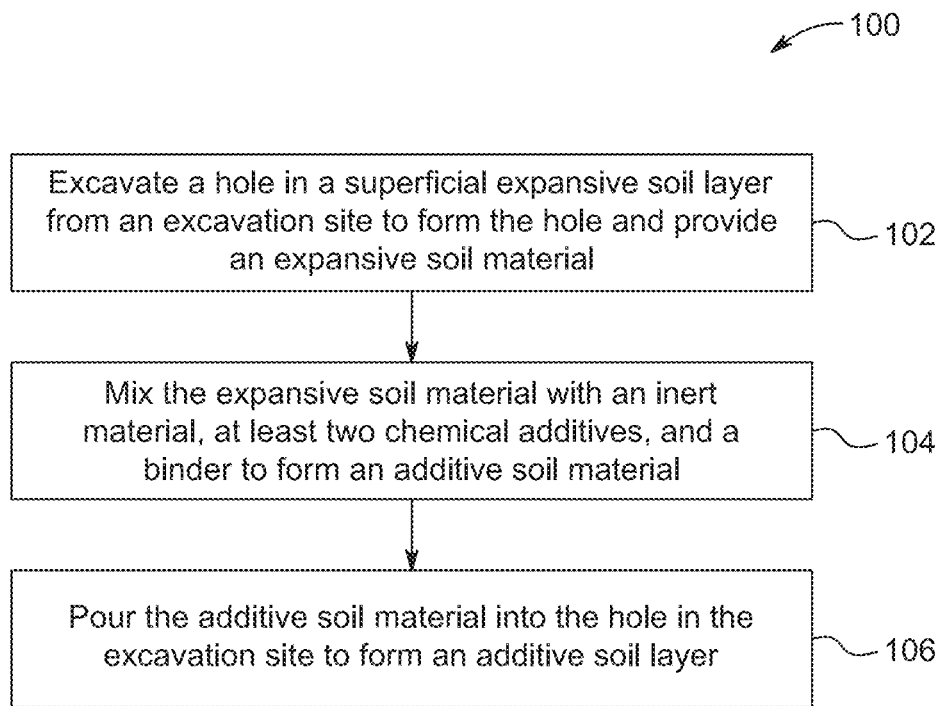 100
Excavate a hole in a superficial expansive soil layer
from an excavation site to form the hole and provide
an expansive soil material
102
Mix the expansive soil material with an inert
material, at least two chemical additives, and a
binder to form an additive soil material
104
Pour the additive soil material into the hole in the
excavation site to form an additive soil layer
106